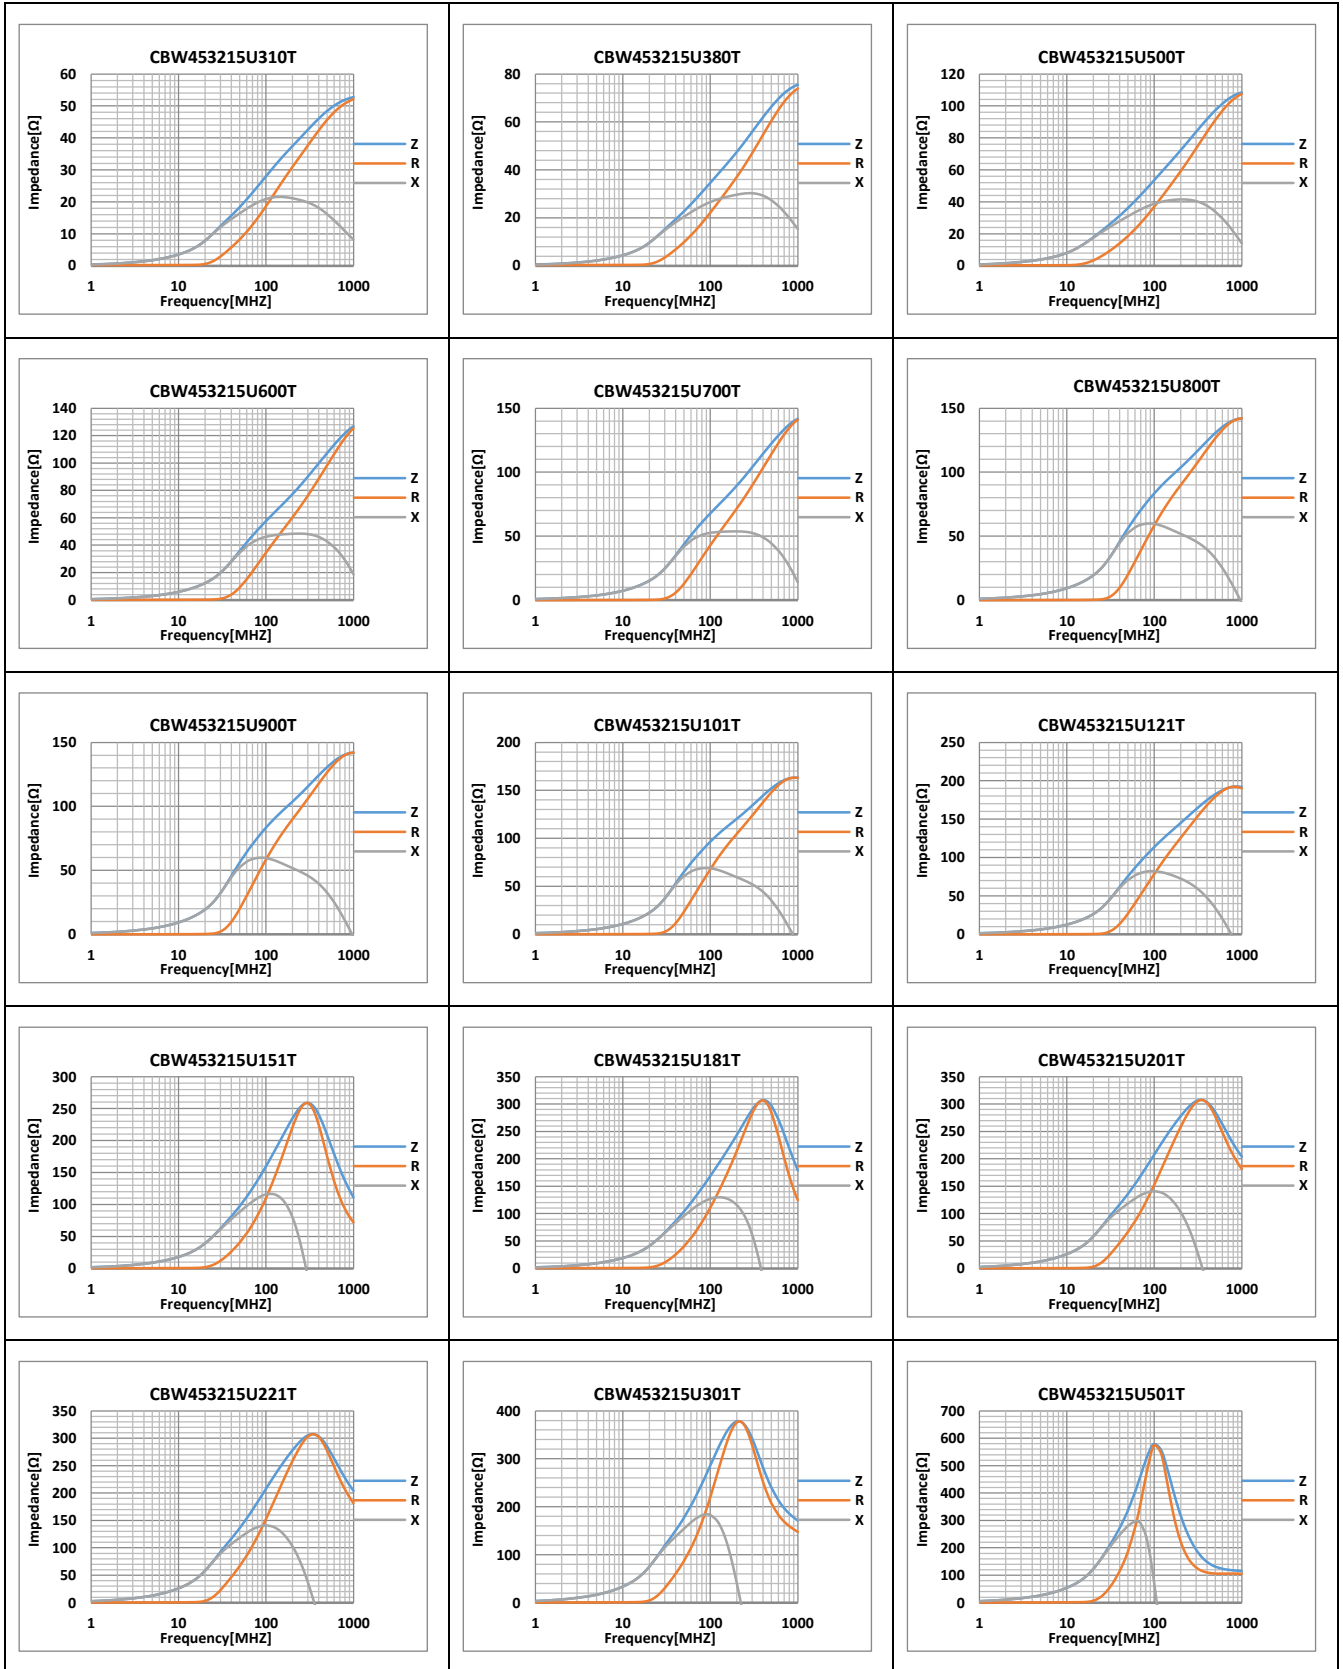 CBW453215U310T
Impedance[Ω]
60
50
40
30
20
10
0
1 10 100 1000
Frequency[MHZ]
Z
R
X
CBW453215U380T
Impedance[Ω]
80
60
40
20
0
1 10 100 1000
Frequency[MHZ]
Z
R
X
CBW453215U500T
Impedance[Ω]
120
100
80
60
40
20
0
1 10 100 1000
Frequency[MHZ]
Z
R
X
CBW453215U600T
Impedance[Ω]
140
120
100
80
60
40
20
0
1 10 100 1000
Frequency[MHZ]
Z
R
X
CBW453215U700T
Impedance[Ω]
150
100
50
0
1 10 100 1000
Frequency[MHZ]
Z
R
X
CBW453215U800T
Impedance[Ω]
150
100
50
0
1 10 100 1000
Frequency[MHZ]
Z
R
X
CBW453215U900T
Impedance[Ω]
150
100
50
0
1 10 100 1000
Frequency[MHZ]
Z
R
X
CBW453215U101T
Impedance[Ω]
200
150
100
50
0
1 10 100 1000
Frequency[MHZ]
Z
R
X
CBW453215U121T
Impedance[Ω]
250
200
150
100
50
0
1 10 100 1000
Frequency[MHZ]
Z
R
X
CBW453215U151T
Impedance[Ω]
300
250
200
150
100
50
0
1 10 100 1000
Frequency[MHZ]
Z
R
X
CBW453215U181T
Impedance[Ω]
350
300
250
200
150
100
50
0
1 10 100 1000
Frequency[MHZ]
Z
R
X
CBW453215U201T
Impedance[Ω]
350
300
250
200
150
100
50
0
1 10 100 1000
Frequency[MHZ]
Z
R
X
CBW453215U221T
Impedance[Ω]
350
300
250
200
150
100
50
0
1 10 100 1000
Frequency[MHZ]
Z
R
X
CBW453215U301T
Impedance[Ω]
400
300
200
100
0
1 10 100 1000
Frequency[MHZ]
Z
R
X
CBW453215U501T
Impedance[Ω]
700
600
500
400
300
200
100
0
1 10 100 1000
Frequency[MHZ]
Z
R
X